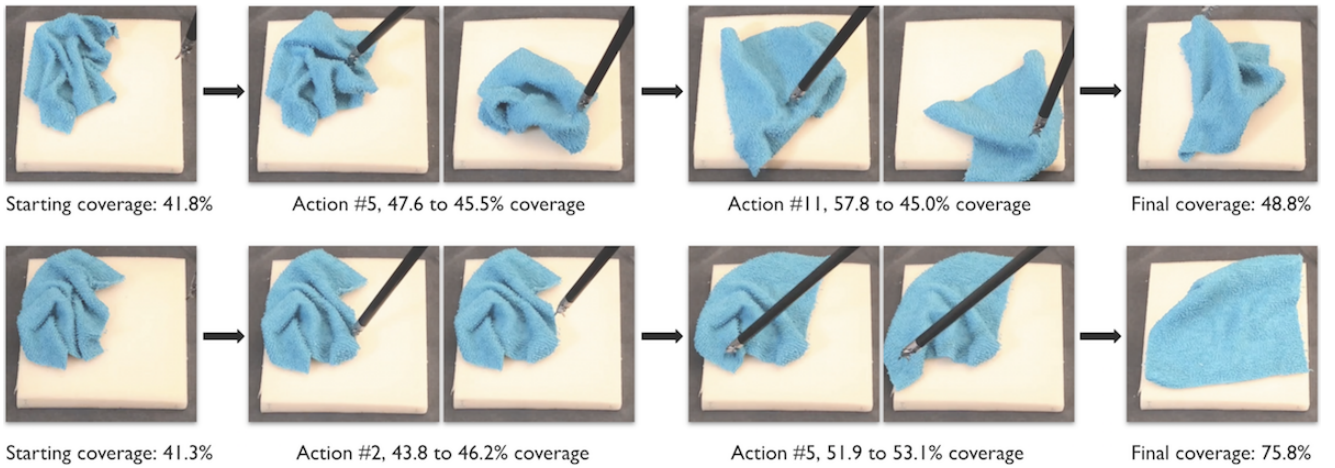 Starting coverage: 41.8%
Action #5, 47.6 to 45.5% coverage
Action #11, 57.8 to 45.0% coverage
Final coverage: 48.8%
Starting coverage: 41.3%
Action #2, 43.8 to 46.2% coverage
Action #5, 51.9 to 53.1% coverage
Final coverage: 75.8%